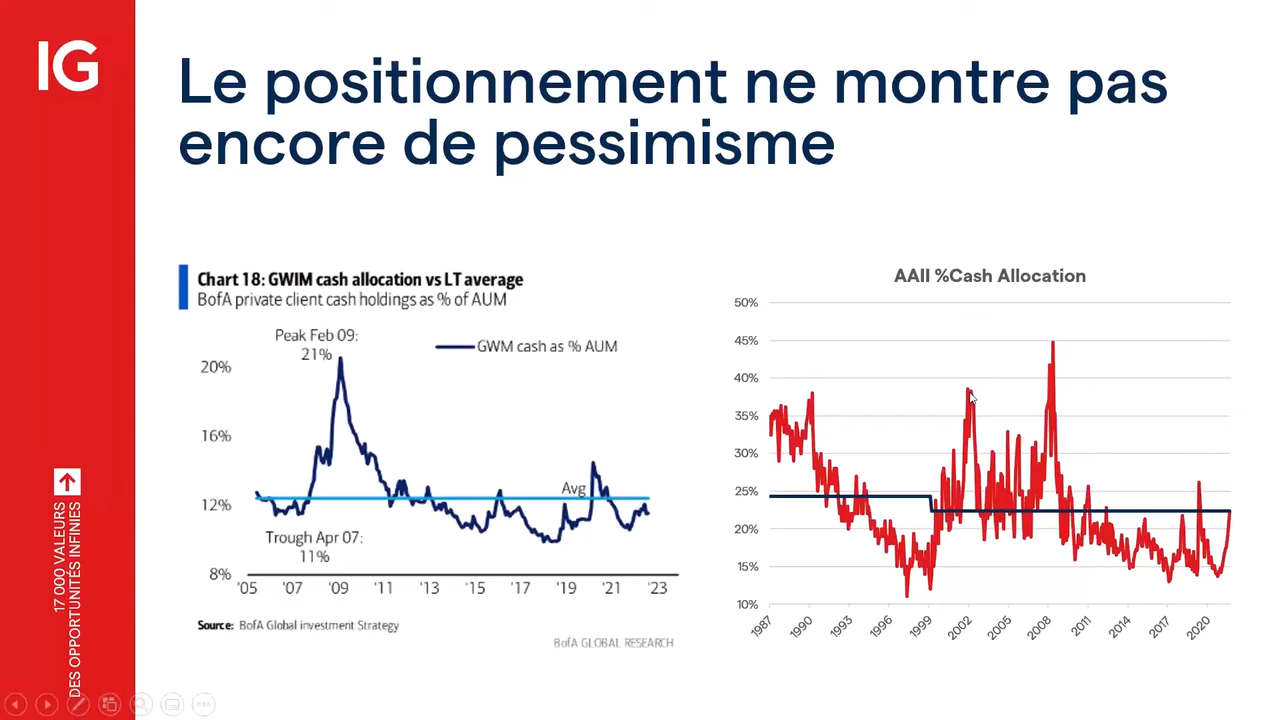 IG
Le positionnement ne montre pas
encore de pessimisme
17 000 VALEURS
DES OPPORTUNITÉS INFINIES
Chart 18: GWIM cash allocation vs LT average
BofA private client cash holdings as % of AUM
Peak Feb 09:
21%
GWM cash as % AUM
20%
16%
12%
8%
Avg
Trough Apr 07:
11%
'05 '07 '09 '11 '13 '15 '17 '19 '21 '23
Source: BofA Global investment Strategy
BofA GLOBAL RESEARCH
AAII %Cash Allocation
50%
45%
40%
35%
30%
25%
20%
15%
10%
1987 1990 1993 1996 1999 2002 2005 2008 2011 2014 2017 2020